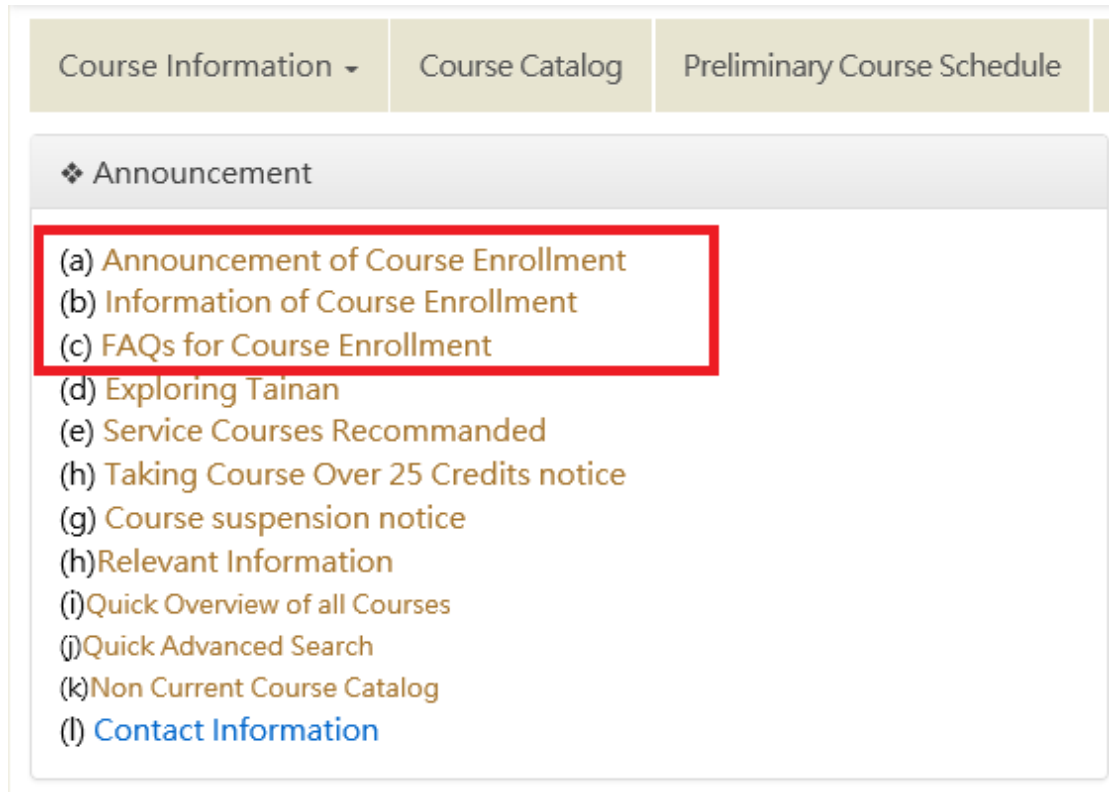 Course Information
Course Catalog
Preliminary Course Schedule
❖ Announcement
(a) Announcement of Course Enrollment
(b) Information of Course Enrollment
(c) FAQs for Course Enrollment
(d) Exploring Tainan
(e) Service Courses Recommanded
(h) Taking Course Over 25 Credits notice
(g) Course suspension notice
(h)Relevant Information
(i)Quick Overview of all Courses
(j)Quick Advanced Search
(k)Non Current Course Catalog
(l) Contact Information